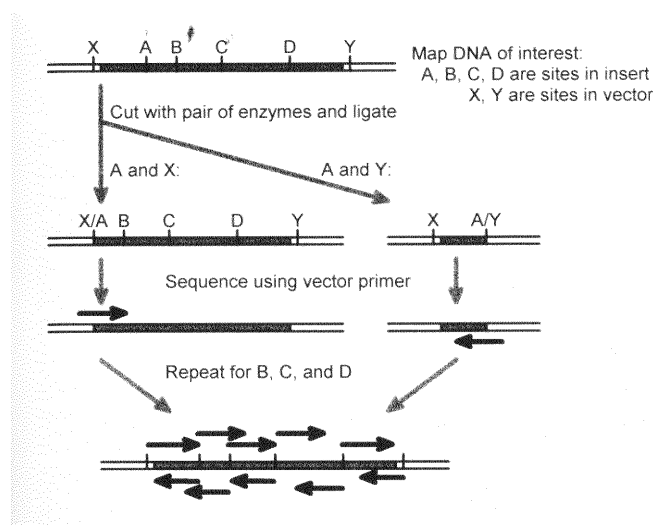 X A B C D Y
Map DNA of interest:
A, B, C, D are sites in insert
X, Y are sites in vector
Cut with pair of enzymes and ligate
A and X:
A and Y:
X/A B C D Y
X A/Y
Sequence using vector primer
Repeat for B, C, and D